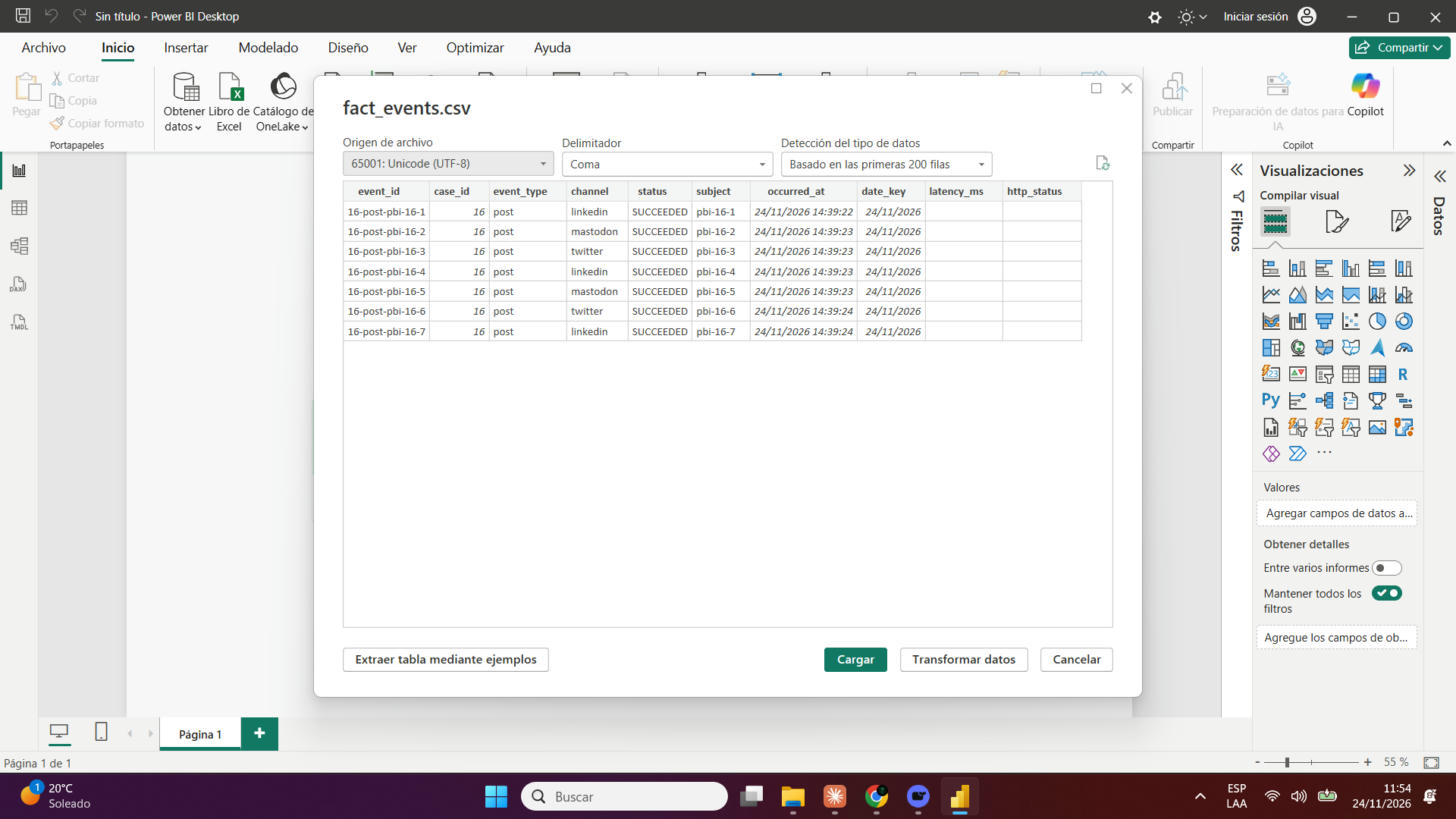 Sin título - Power BI Desktop
Iniciar sesión
Archivo Inicio Insertar Modelado Diseño Ver Optimizar Ayuda
Compartir
Pegar
Cortar
Copia
Copiar formato
Portapapeles
Obtener datos
Libro de Excel
Catálogo de OneLake
Publicar
Compartir
Preparación de datos para IA
Copilot
Copilot
fact_events.csv
Origen de archivo
65001: Unicode (UTF-8)
Delimitador
Coma
Detección del tipo de datos
Basado en las primeras 200 filas
event_id case_id event_type channel status subject occurred_at date_key latency_ms http_status
16-post-pbi-16-1 16 post linkedin SUCCEEDED pbi-16-1 24/11/2026 14:39:22 24/11/2026
16-post-pbi-16-2 16 post mastodon SUCCEEDED pbi-16-2 24/11/2026 14:39:23 24/11/2026
16-post-pbi-16-3 16 post twitter SUCCEEDED pbi-16-3 24/11/2026 14:39:23 24/11/2026
16-post-pbi-16-4 16 post linkedin SUCCEEDED pbi-16-4 24/11/2026 14:39:23 24/11/2026
16-post-pbi-16-5 16 post mastodon SUCCEEDED pbi-16-5 24/11/2026 14:39:23 24/11/2026
16-post-pbi-16-6 16 post twitter SUCCEEDED pbi-16-6 24/11/2026 14:39:24 24/11/2026
16-post-pbi-16-7 16 post linkedin SUCCEEDED pbi-16-7 24/11/2026 14:39:24 24/11/2026
Extraer tabla mediante ejemplos
Cargar
Transformar datos
Cancelar
Filtros
Visualizaciones
Compilar visual
Datos
123
R
Py
Valores
Agregar campos de datos a...
Obtener detalles
Entre varios informes
Mantener todos los
filtros
Agregue los campos de ob...
DAX
TMDL
Página 1
Página 1 de 1
- + 55 %
1
20°C
Soleado
Buscar
ESP
LAA
11:54
24/11/2026